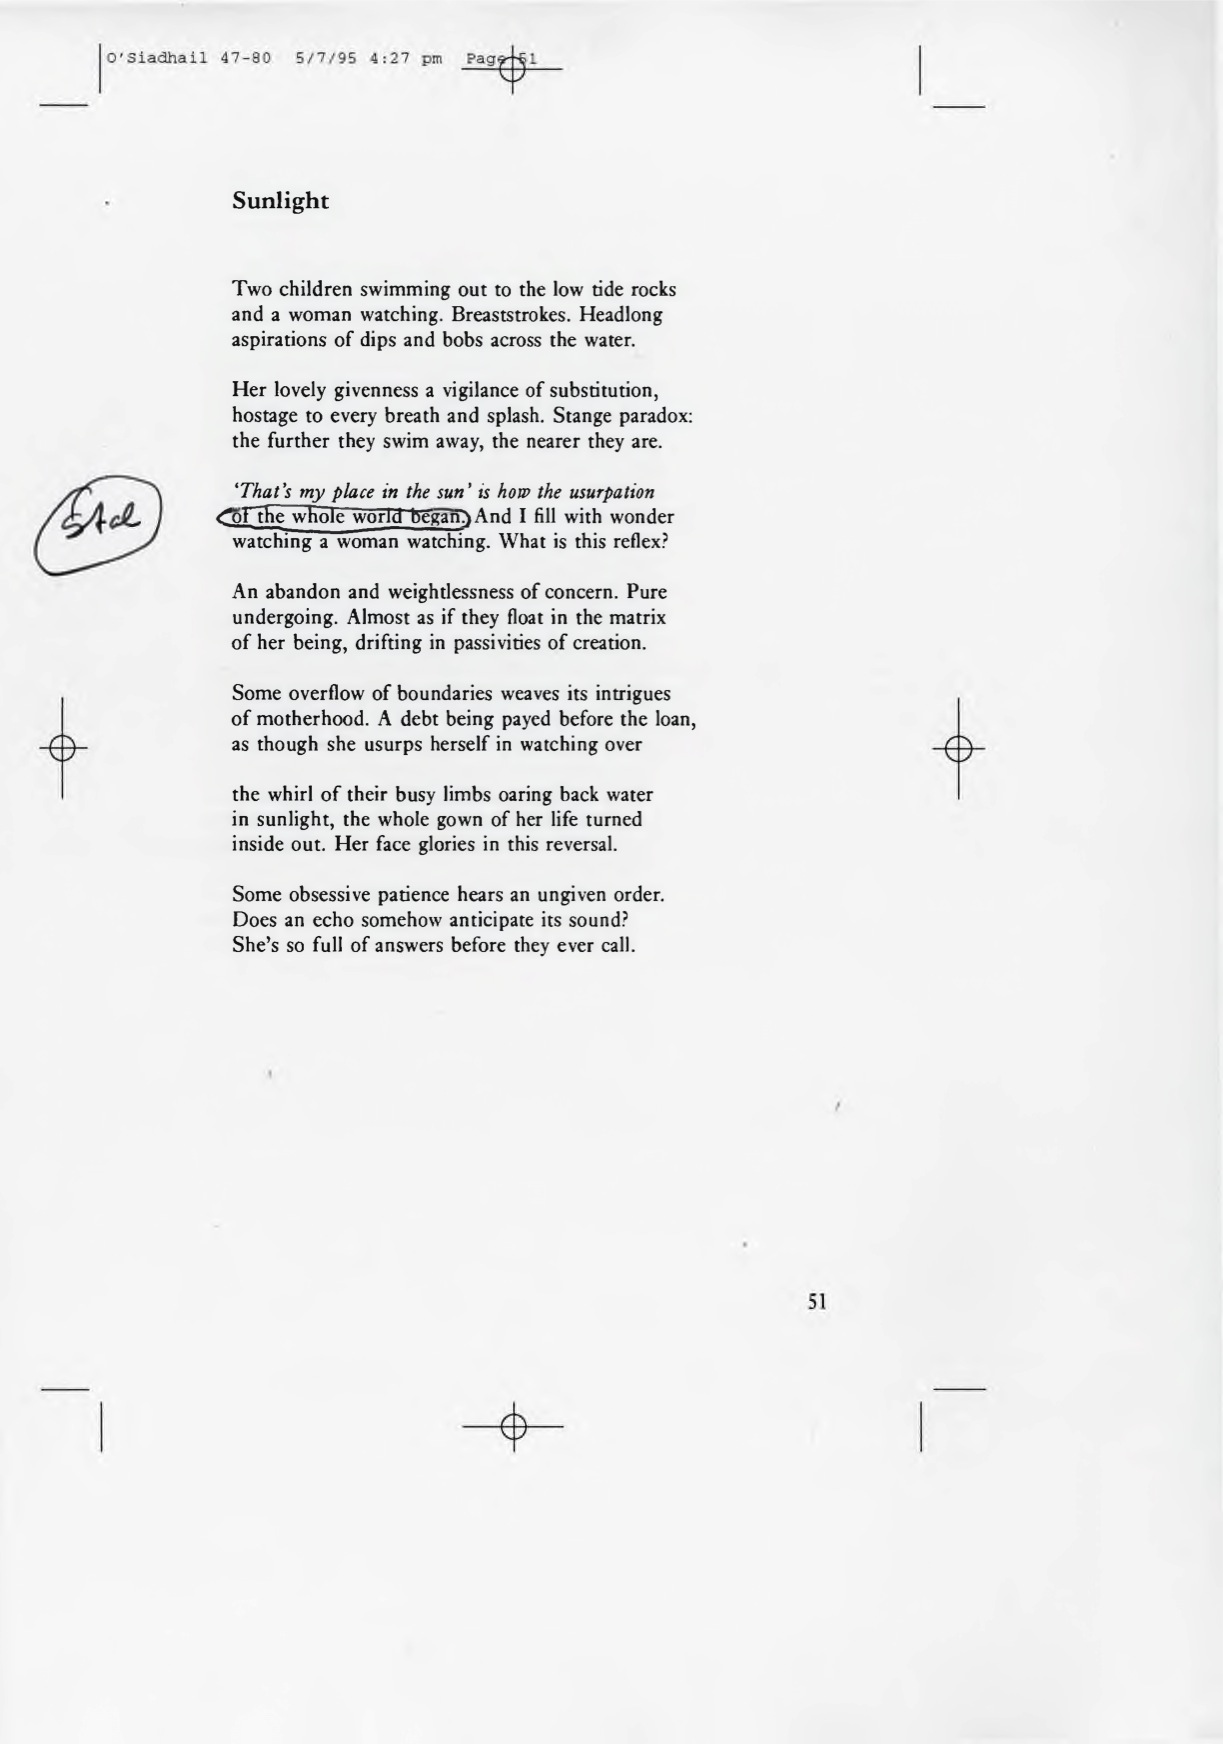 O'Siadhail 47-80 5/7/95 4:27 pm Page 51
Sunlight
Two children swimming out to the low tide rocks
and a woman watching. Breaststrokes. Headlong
aspirations of dips and bobs across the water.
Her lovely givenness a vigilance of substitution,
hostage to every breath and splash. Stange paradox:
the further they swim away, the nearer they are.
‘That's my place in the sun’ is how the usurpation
of the whole world began. And I fill with wonder
watching a woman watching. What is this reflex?
An abandon and weightlessness of concern. Pure
undergoing. Almost as if they float in the matrix
of her being, drifting in passivities of creation.
Some overflow of boundaries weaves its intrigues
of motherhood. A debt being payed before the loan,
as though she usurps herself in watching over
the whirl of their busy limbs oaring back water
in sunlight, the whole gown of her life turned
inside out. Her face glories in this reversal.
Some obsessive patience hears an ungiven order.
Does an echo somehow anticipate its sound?
She's so full of answers before they ever call.
51